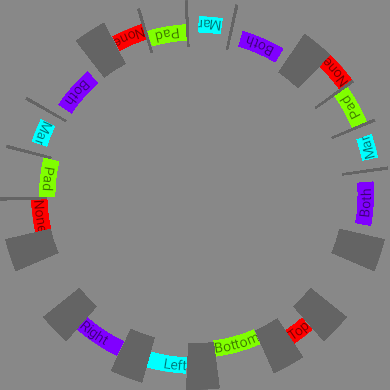 None
Pad
Mar
Both
None
Pad
Mar
Both
None
Pad
Mar
Both
Top
Bottom
Left
Right